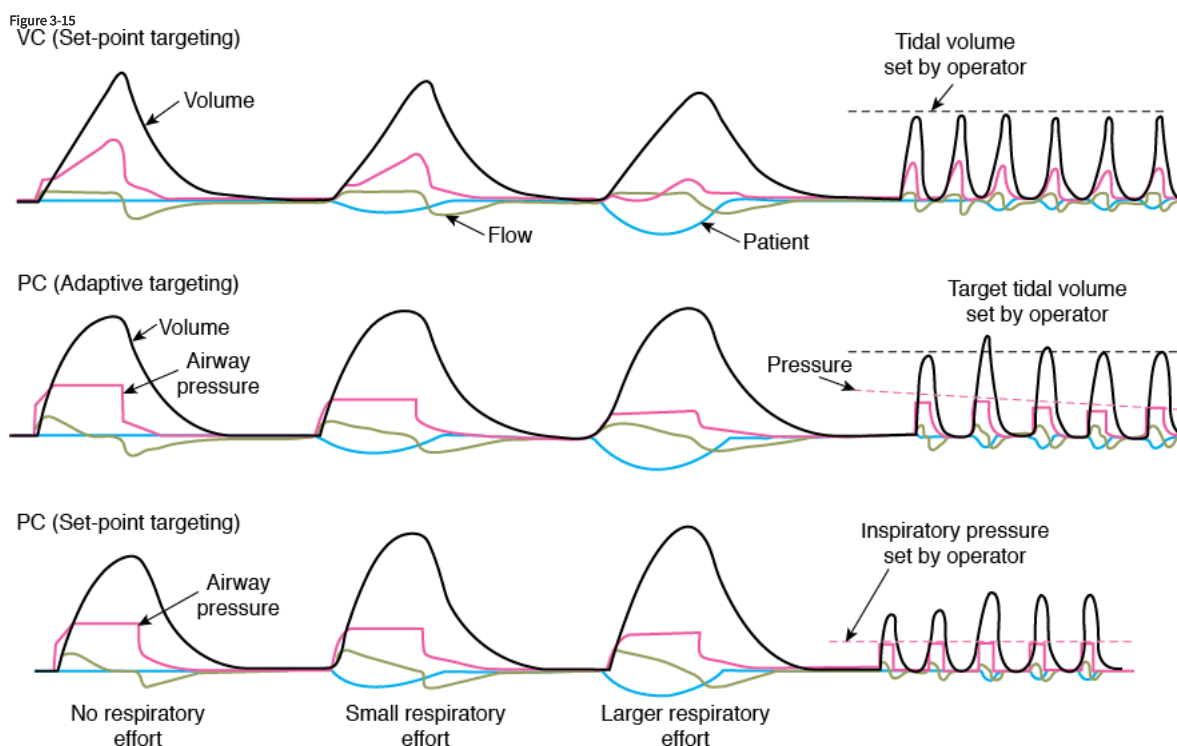 Figure 3-15
VC (Set-point targeting)
Tidal volume
set by operator
Volume
Flow
Patient
PC (Adaptive targeting)
Target tidal volume
set by operator
Volume
Airway
pressure
Pressure
PC (Set-point targeting)
Inspiratory pressure
set by operator
Airway
pressure
No respiratory
effort
Small respiratory
effort
Larger respiratory
effort